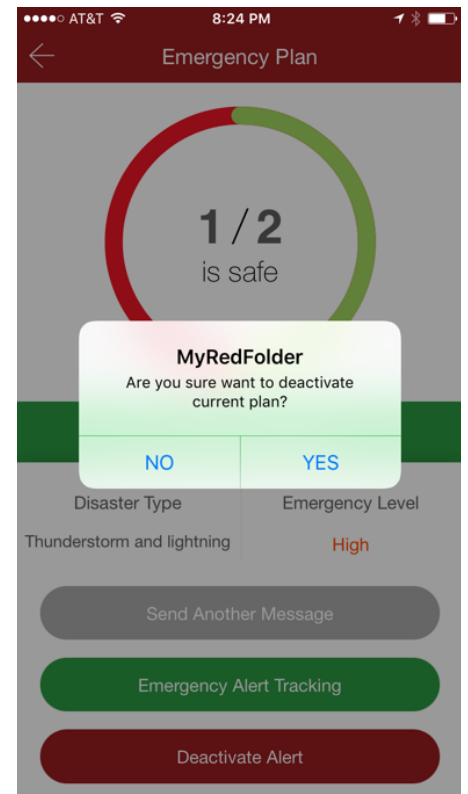 AT&T 8:24 PM
Emergency Plan
1/2
is safe
MyRedFolder
Are you sure want to deactivate
current plan?
NO YES
Disaster Type Emergency Level
Thunderstorm and lightning High
Send Another Message
Emergency Alert Tracking
Deactivate Alert